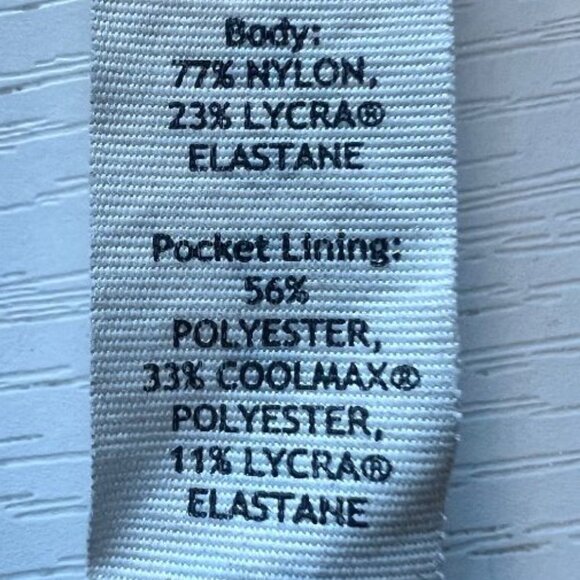 Body:
77% NYLON,
23% LYCRA®
ELASTANE
Pocket Lining:
56%
POLYESTER,
33% COOLMAX®
POLYESTER,
11% LYCRA®
ELASTANE